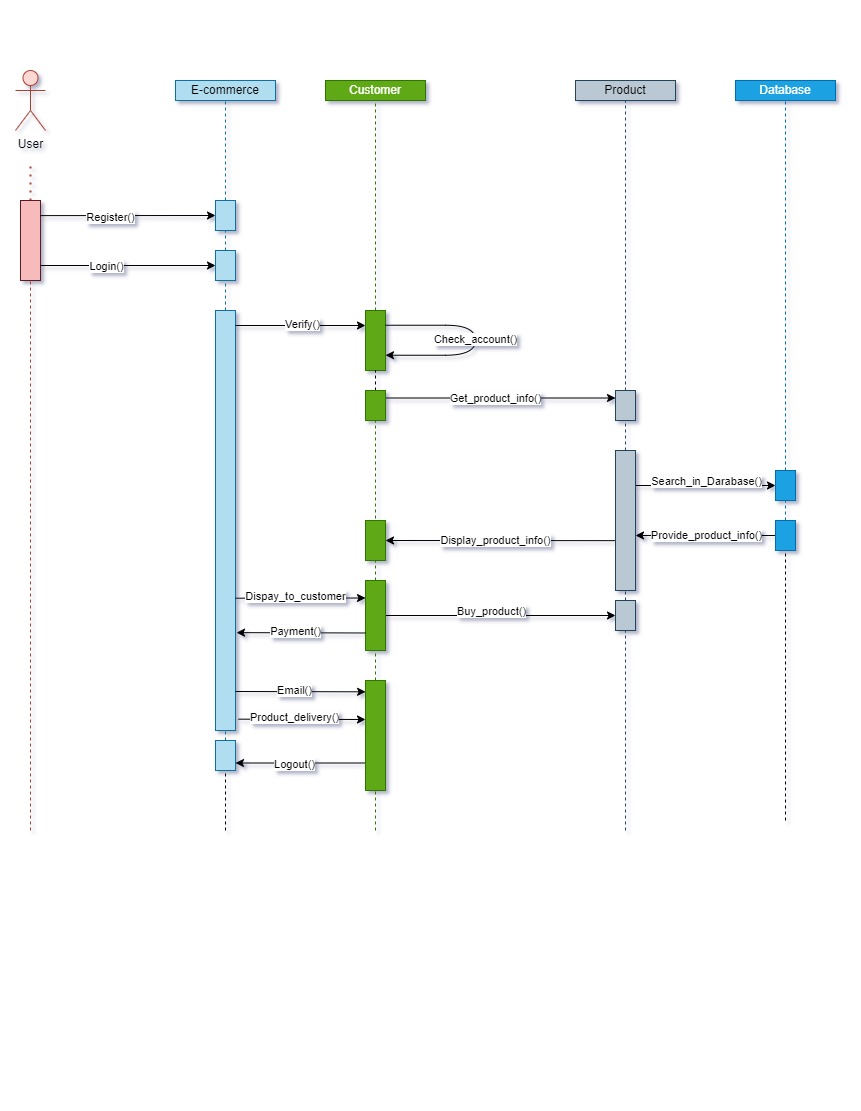 E-commerce
Customer
Product
Database
User
Register()
Login()
Verify()
Check_account()
Get_product_info()
Search_in_Darabase()
Provide_product_info()
Display_product_info()
Dispay_to_customer
Buy_product()
Payment()
Email()
Product_delivery()
Logout()